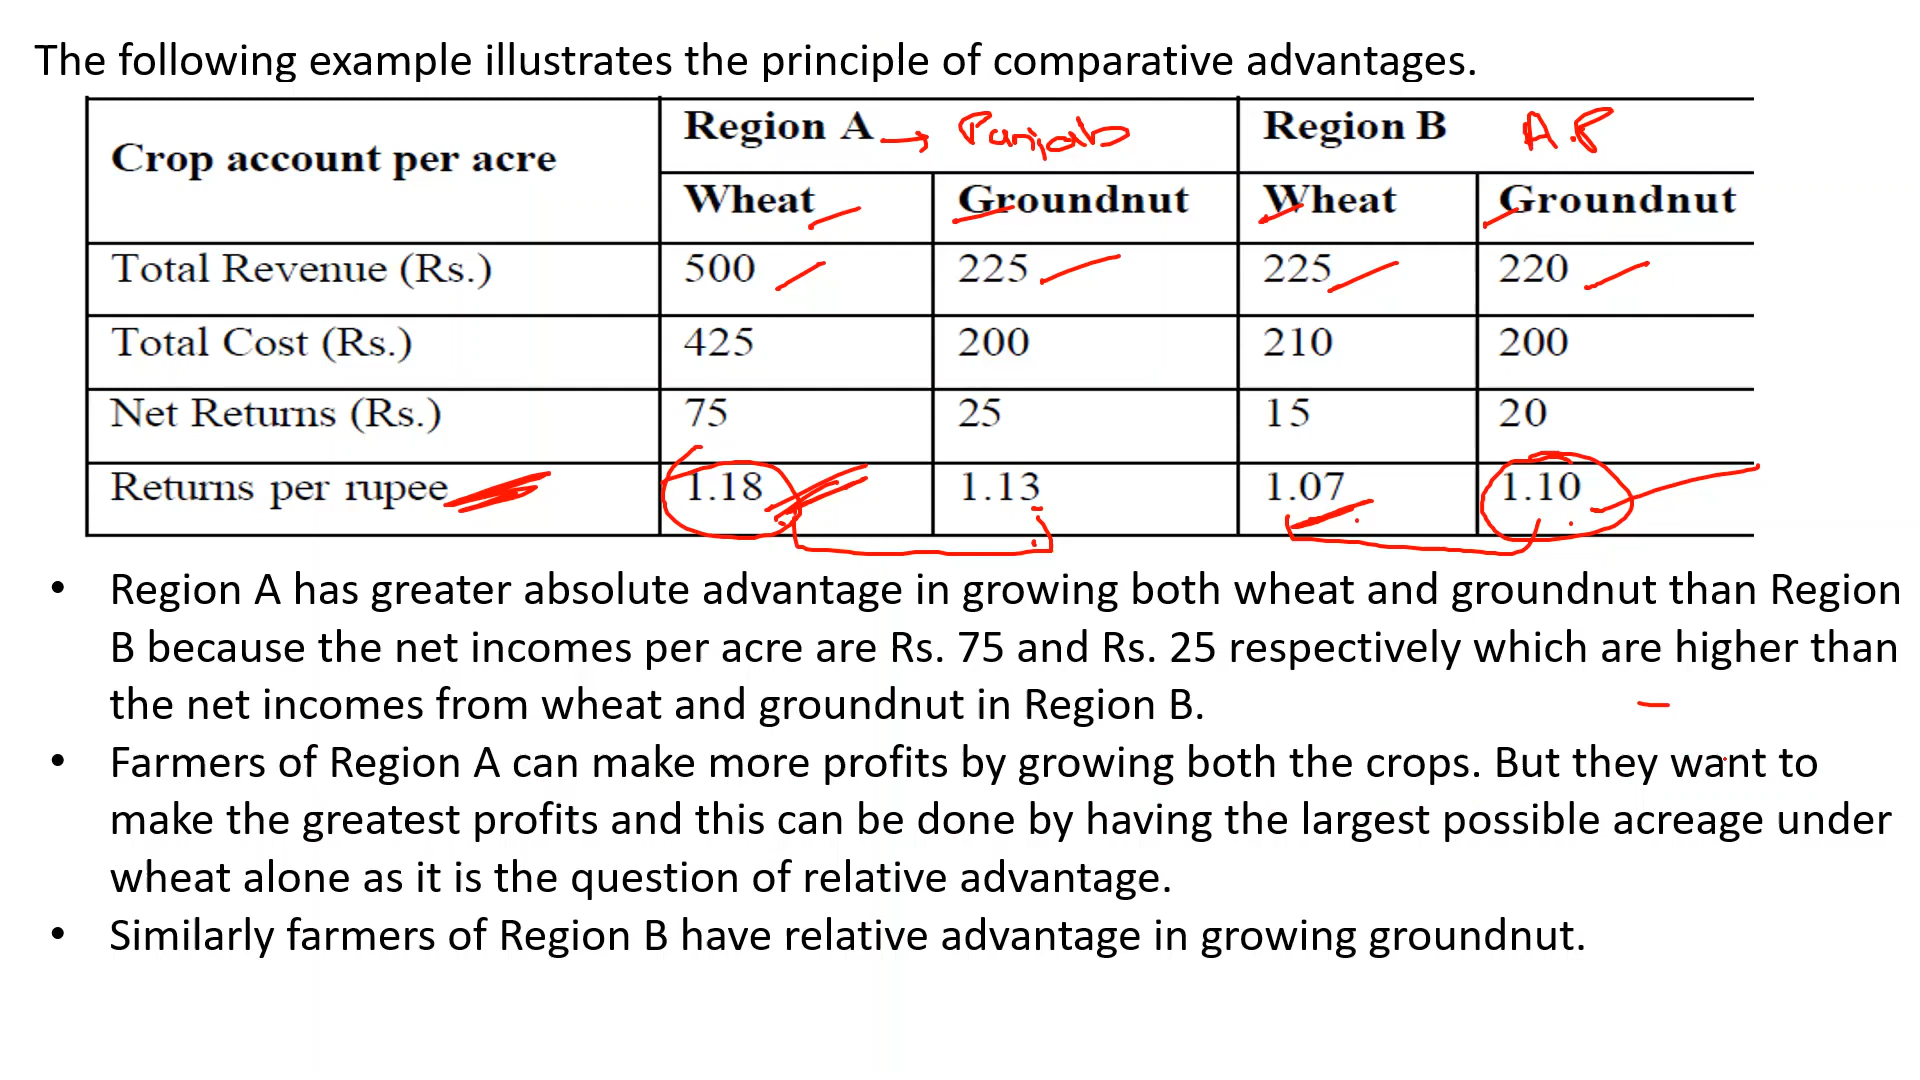 The following example illustrates the principle of comparative advantages.
Crop account per acre Region A → Punjab Region B A.P
Wheat Groundnut Wheat Groundnut
Total Revenue (Rs.) 500 225 225 220
Total Cost (Rs.) 425 200 210 200
Net Returns (Rs.) 75 25 15 20
Returns per rupee 1.18 1.13 1.07 1.10
• Region A has greater absolute advantage in growing both wheat and groundnut than Region
B because the net incomes per acre are Rs. 75 and Rs. 25 respectively which are higher than
the net incomes from wheat and groundnut in Region B.
• Farmers of Region A can make more profits by growing both the crops. But they want to
make the greatest profits and this can be done by having the largest possible acreage under
wheat alone as it is the question of relative advantage.
• Similarly farmers of Region B have relative advantage in growing groundnut.